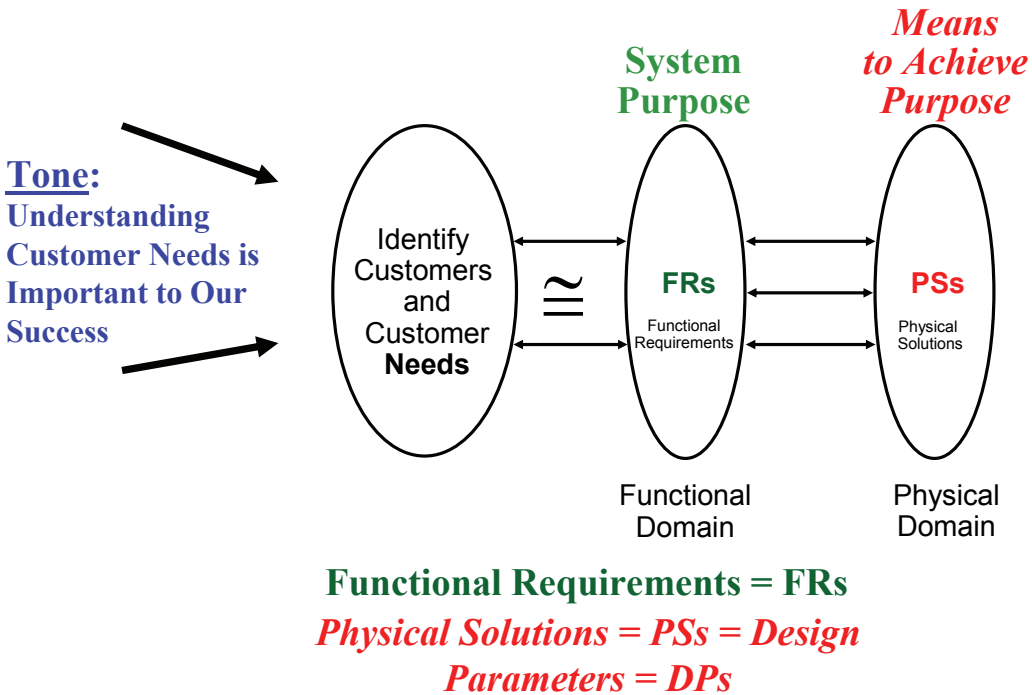 Means
to Achieve
Purpose
System
Purpose
Tone:
Understanding
Customer Needs is
Important to Our
Success
Identify
Customers
and
Customer
Needs
≅
FRs
Functional
Requirements
PSs
Physical
Solutions
Functional
Domain
Physical
Domain
Functional Requirements = FRs
Physical Solutions = PSs = Design
Parameters = DPs